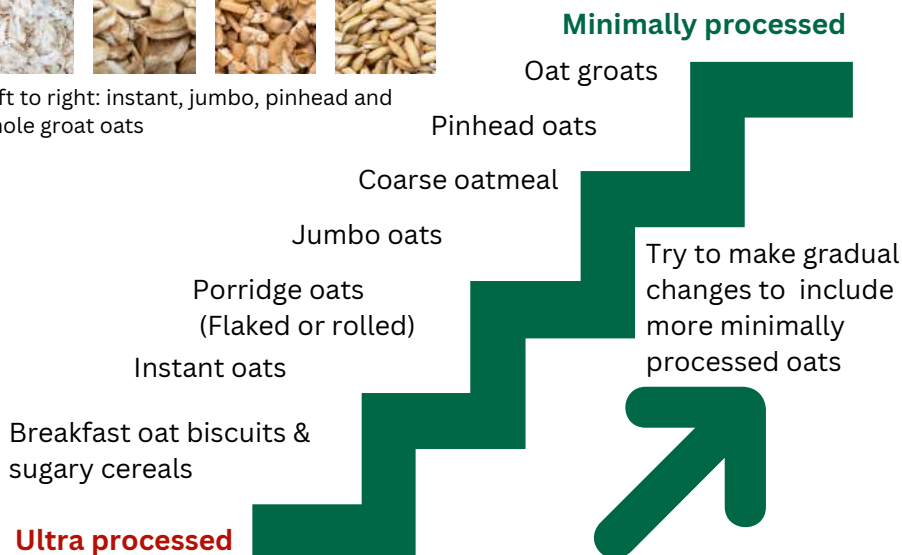 Minimally processed
Oat groats
ft to right: instant, jumbo, pinhead and
ole groat oats
Pinhead oats
Coarse oatmeal
Jumbo oats
Try to make gradual
changes to  include
more minimally
processed oats
Porridge oats
(Flaked or rolled)
Instant oats
Breakfast oat biscuits &
sugary cereals
Ultra processed